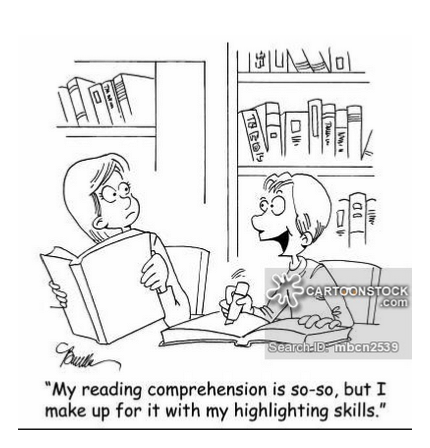 CARTOONSTOCK
.com
Search ID: mbcn2539
"My reading comprehension is so-so, but I
make up for it with my highlighting skills."